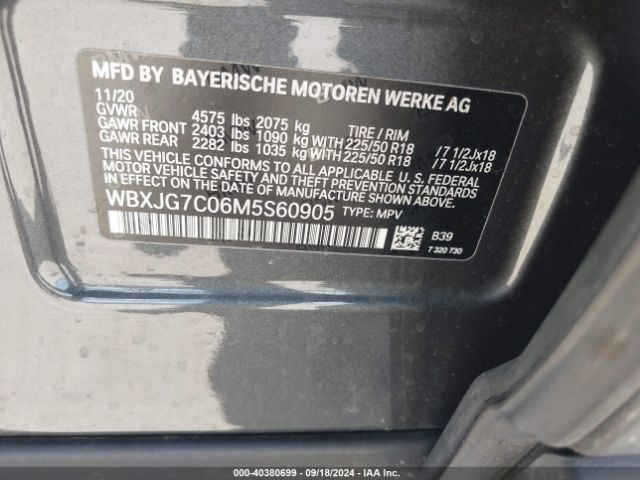 MFD BY BAYERISCHE MOTOREN WERKE AG
11/20
GVWR 4575 lbs 2075 kg TIRE / RIM
GAWR FRONT 2403 lbs 1090 kg WITH 225/50 R18 /7 1/2Jx18
GAWR REAR 2282 lbs 1035 kg WITH 225/50 R18 /7 1/2Jx18
THIS VEHICLE CONFORMS TO ALL APPLICABLE U.S. FEDERAL
MOTOR VEHICLE SAFETY, BUMPER, AND THEFT PREVENTION
STANDARDS IN EFFECT ON THE DATE OF MANUFACTURE SHOWN ABOVE.
WBXJG7C06M5S60905 TYPE: MPV
B39
7 320 730
000-40380699 - 09/18/2024 - IAA Inc.